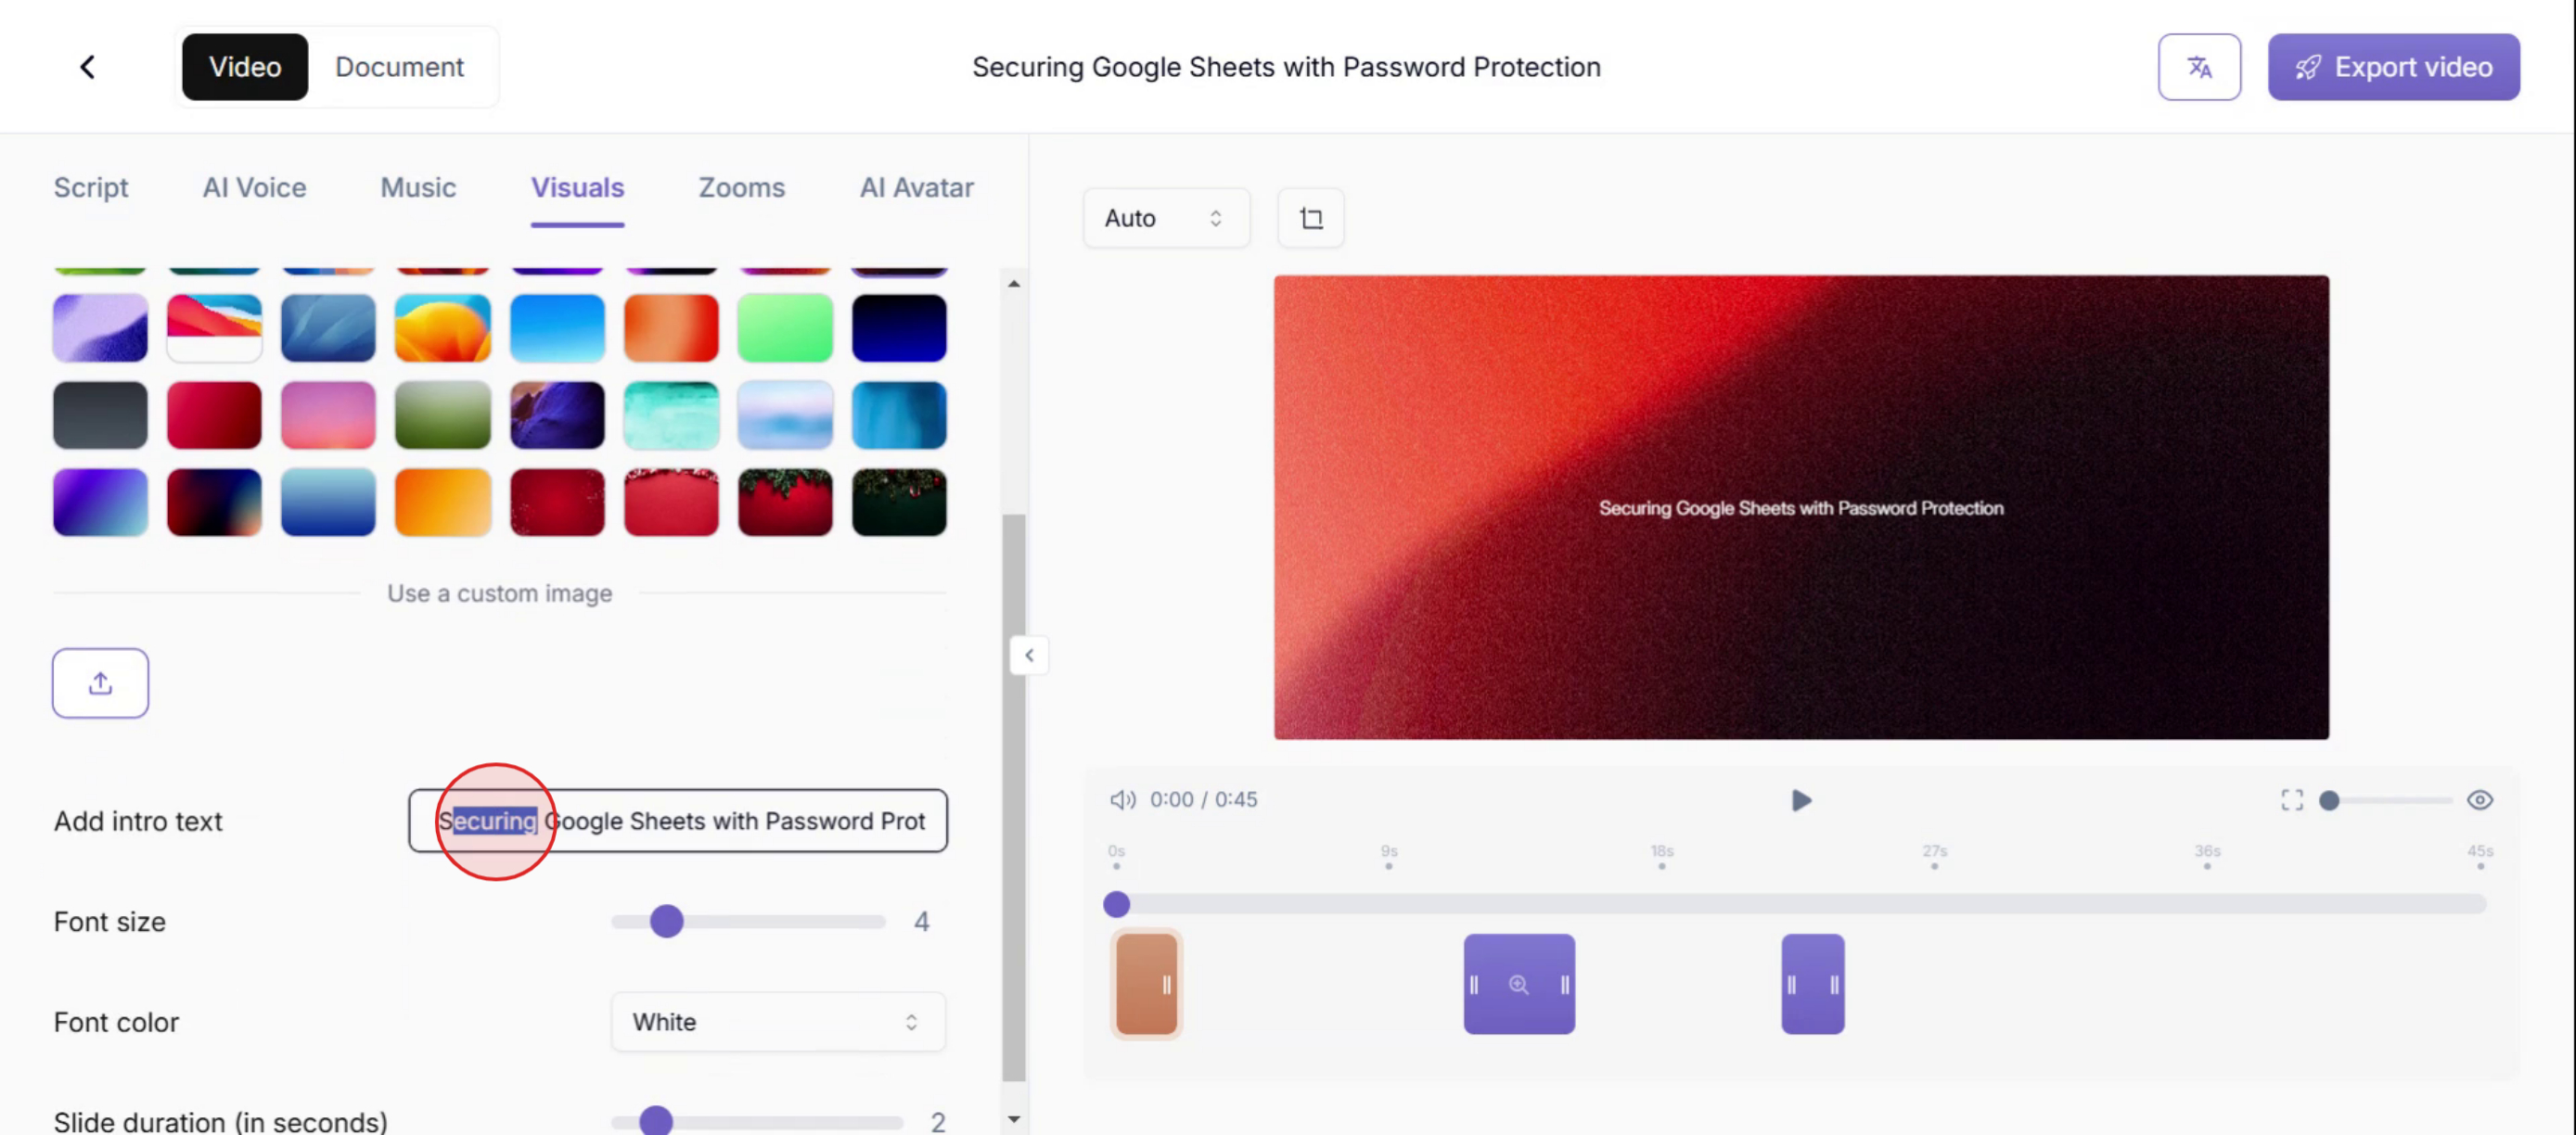 Video Document Securing Google Sheets with Password Protection Export video
Script AI Voice Music Visuals Zooms AI Avatar
Auto
Securing Google Sheets with Password Protection
Use a custom image
Add intro text Securing Google Sheets with Password Prot
Font size 4
Font color White
Slide duration (in seconds) 2
0:00 / 0:45
0s 9s 18s 27s 36s 45s